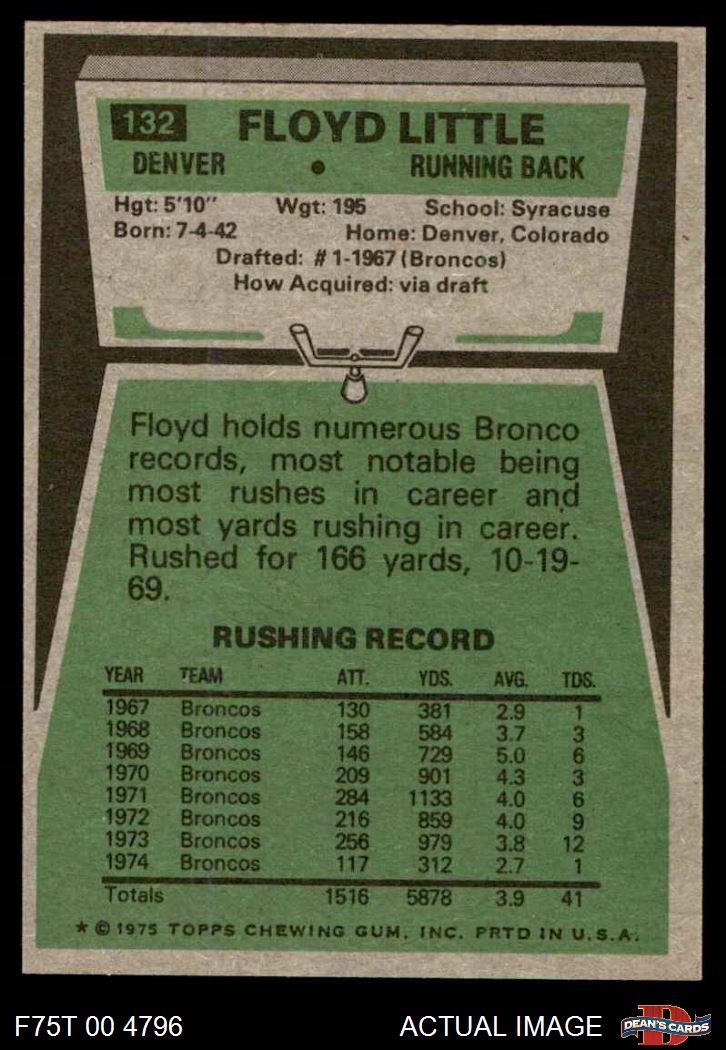 132 FLOYD LITTLE
DENVER • RUNNING BACK
Hgt: 5'10" Wgt: 195 School: Syracuse
Born: 7-4-42 Home: Denver, Colorado
Drafted: #1-1967 (Broncos)
How Acquired: via draft
Floyd holds numerous Bronco
records, most notable being
most rushes in career and
most yards rushing in career.
Rushed for 166 yards, 10-19-
69.
RUSHING RECORD
YEAR TEAM ATT. YDS. AVG. TDS.
1967 Broncos 130 381 2.9 1
1968 Broncos 158 584 3.7 3
1969 Broncos 146 729 5.0 6
1970 Broncos 209 901 4.3 3
1971 Broncos 284 1133 4.0 6
1972 Broncos 216 859 4.0 9
1973 Broncos 256 979 3.8 12
1974 Broncos 117 312 2.7 1
Totals 1516 5878 3.9 41
★ © 1975 TOPPS CHEWING GUM, INC. PRTD IN U.S.A.
F75T 00 4796 ACTUAL IMAGE DEAN'S CARDS